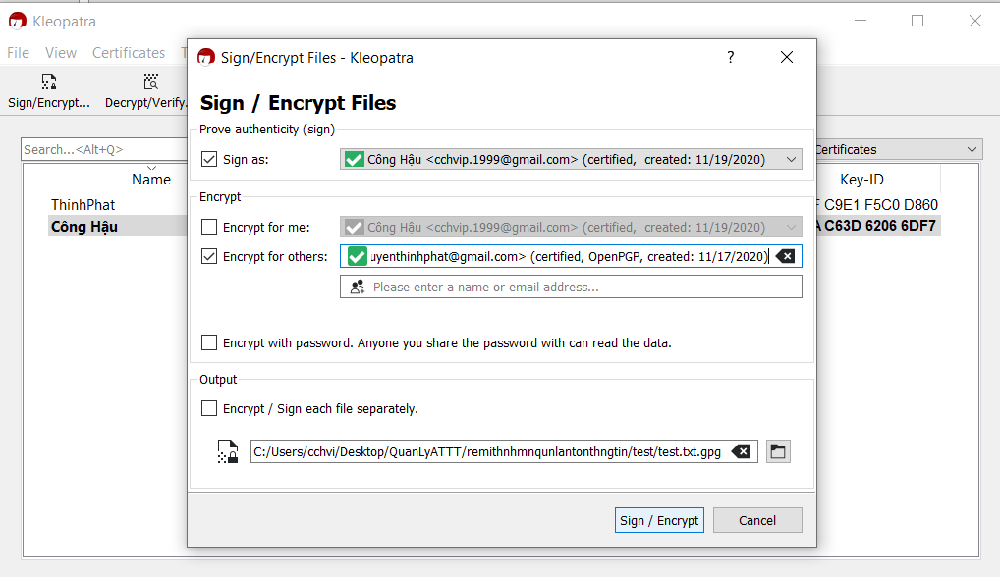 Kleopatra
File View Certificates
Sign/Encrypt... Decrypt/Verify.
Search...<Alt+Q>
Certificates
Name
Key-ID
ThinhPhat
C9E1 F5C0 D860
Công Hậu
C63D 6206 6DF7
Sign/Encrypt Files - Kleopatra
?
Sign / Encrypt Files
Prove authenticity (sign)
Sign as:
Công Hậu <cchvip.1999@gmail.com> (certified, created: 11/19/2020)
Encrypt
Encrypt for me:
Công Hậu <cchvip.1999@gmail.com> (certified, created: 11/19/2020)
Encrypt for others:
uyenthinhphat@gmail.com> (certified, OpenPGP, created: 11/17/2020)
Please enter a name or email address...
Encrypt with password. Anyone you share the password with can read the data.
Output
Encrypt / Sign each file separately.
C:/Users/cchvi/Desktop/QuanLyATTT/remithnhmnqunlantonthngtin/test/test.txt.gpg
Sign / Encrypt
Cancel